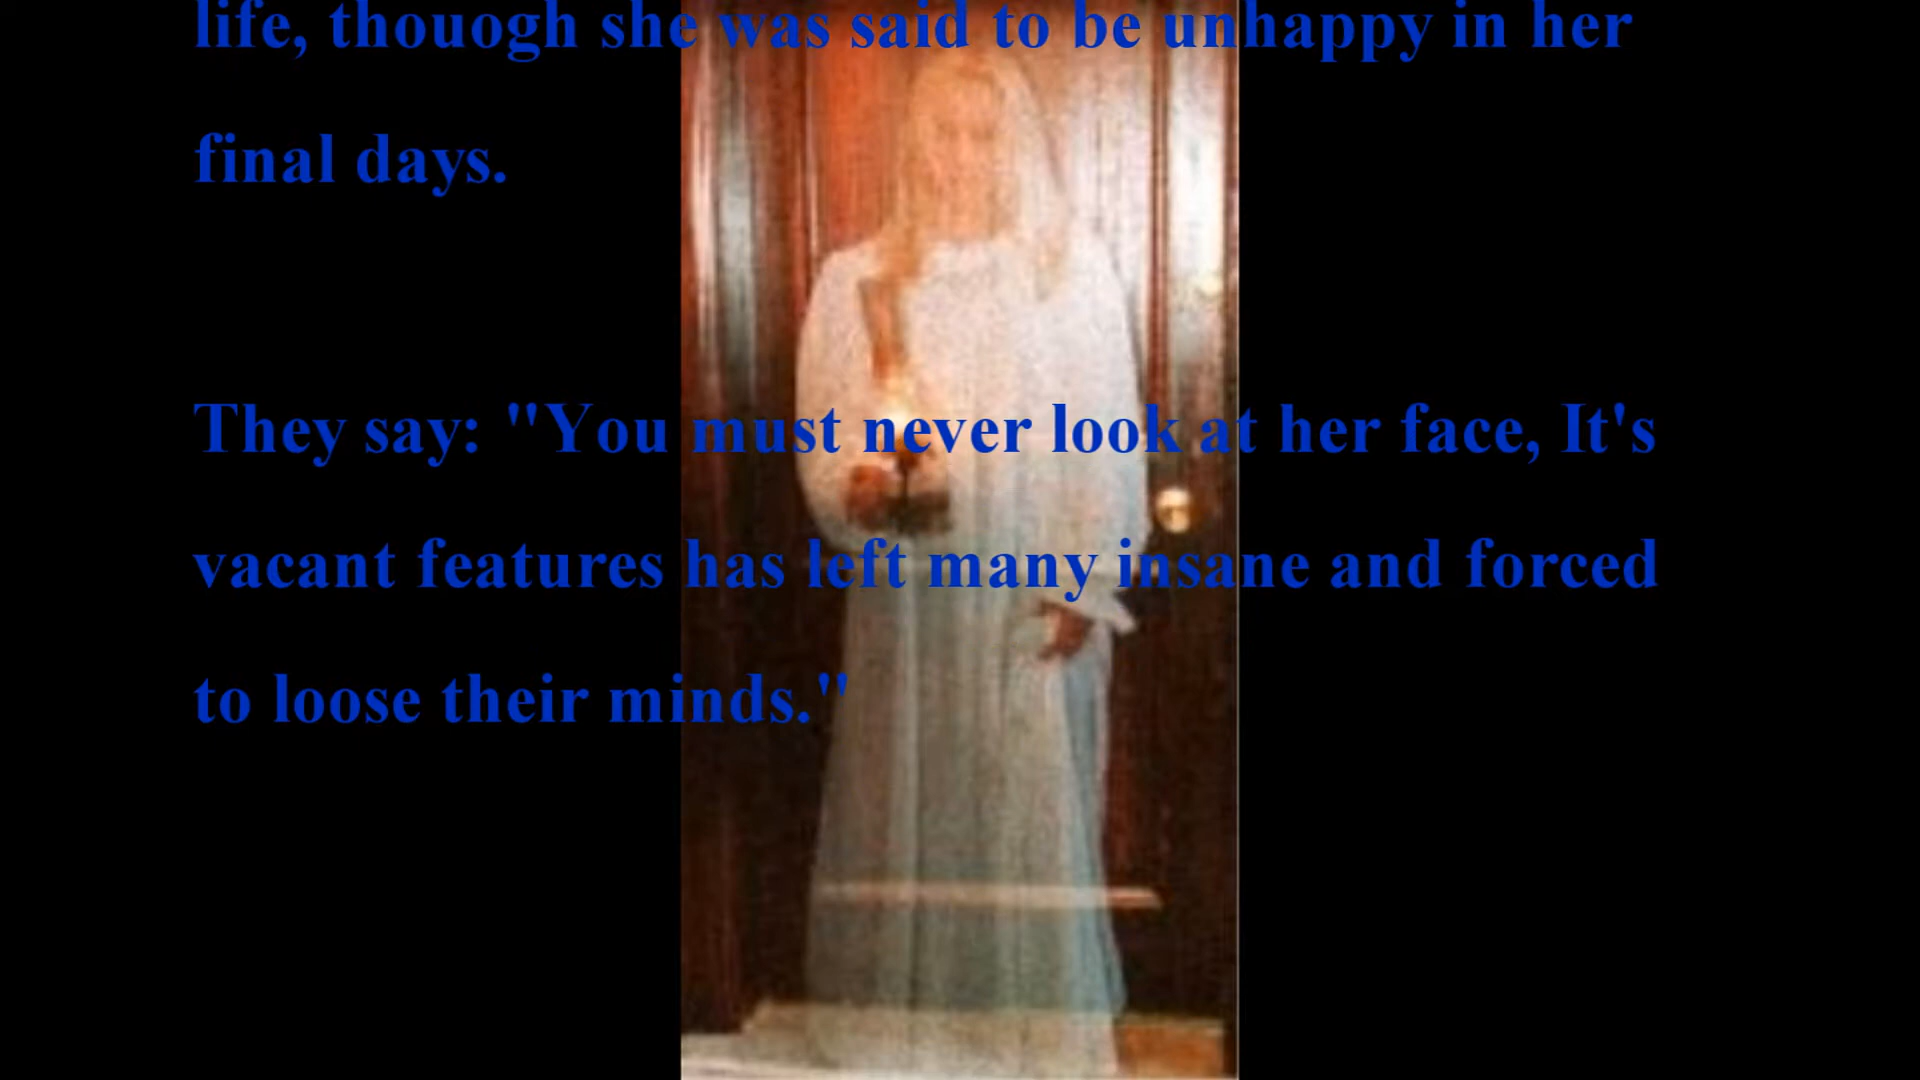 life, thouogh she was said to be unhappy in her
final days.
They say: "You must never look at her face, It's
vacant features has left many insane and forced
to loose their minds."